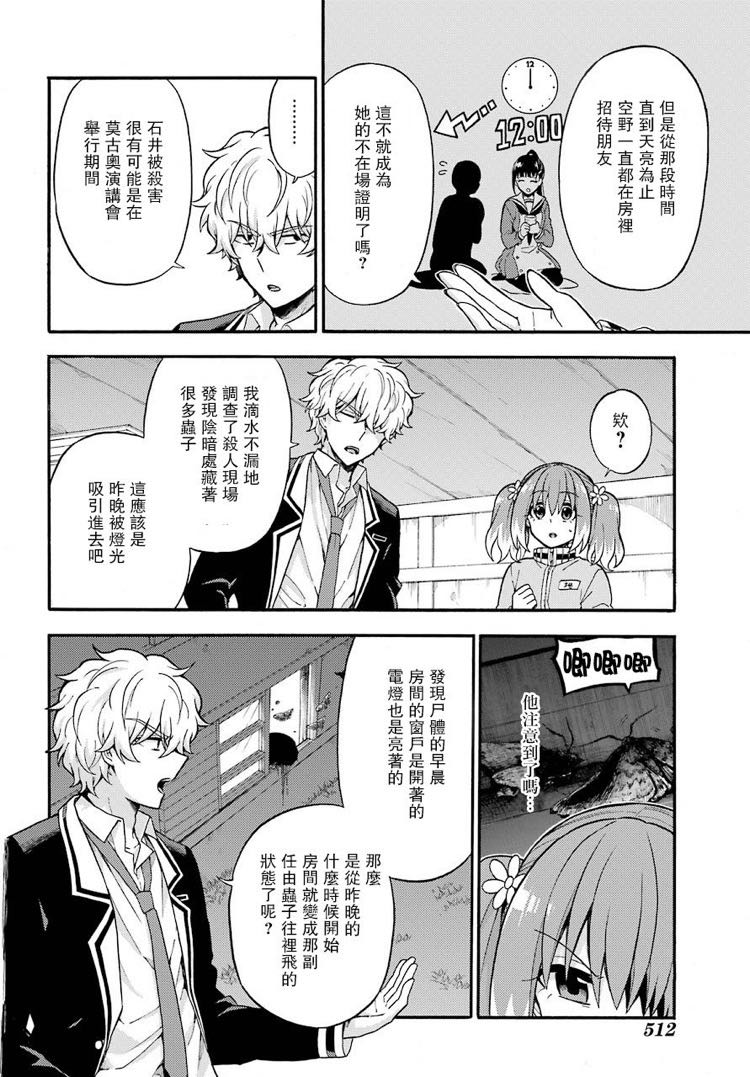 但是從那段時間
直到天亮為止
空野一直都在房裡
招待朋友
12
12:00
這不就成為
她的不在場證明了嗎?
………
石井被殺害
很有可能是在
莫古奧演講會
舉行期間
欸?
我滴水不漏地
調查了殺人現場
發現陰暗處藏著
很多蟲子
這應該是
昨晚被燈光
吸引進去吧
唧唧唧
他注意到了嗎…
發現尸體的早晨
房間的窗戶是開著的
電燈也是亮著的
那麼
是從昨晚的
什麼時候開始
房間就變成那副
任由蟲子往裡飛的
狀態了呢?
512